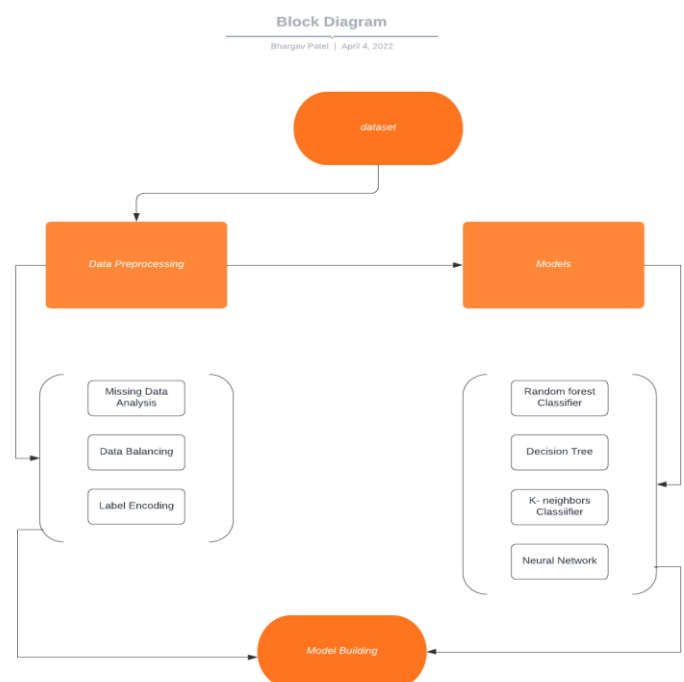 Block Diagram
Bhargav Patel | April 4, 2022
dataset
Data Preprocessing
Models
Missing Data
Analysis
Data Balancing
Label Encoding
Random forest
Classifier
Decision Tree
K- neighbors
Classiifier
Neural Network
Model Building